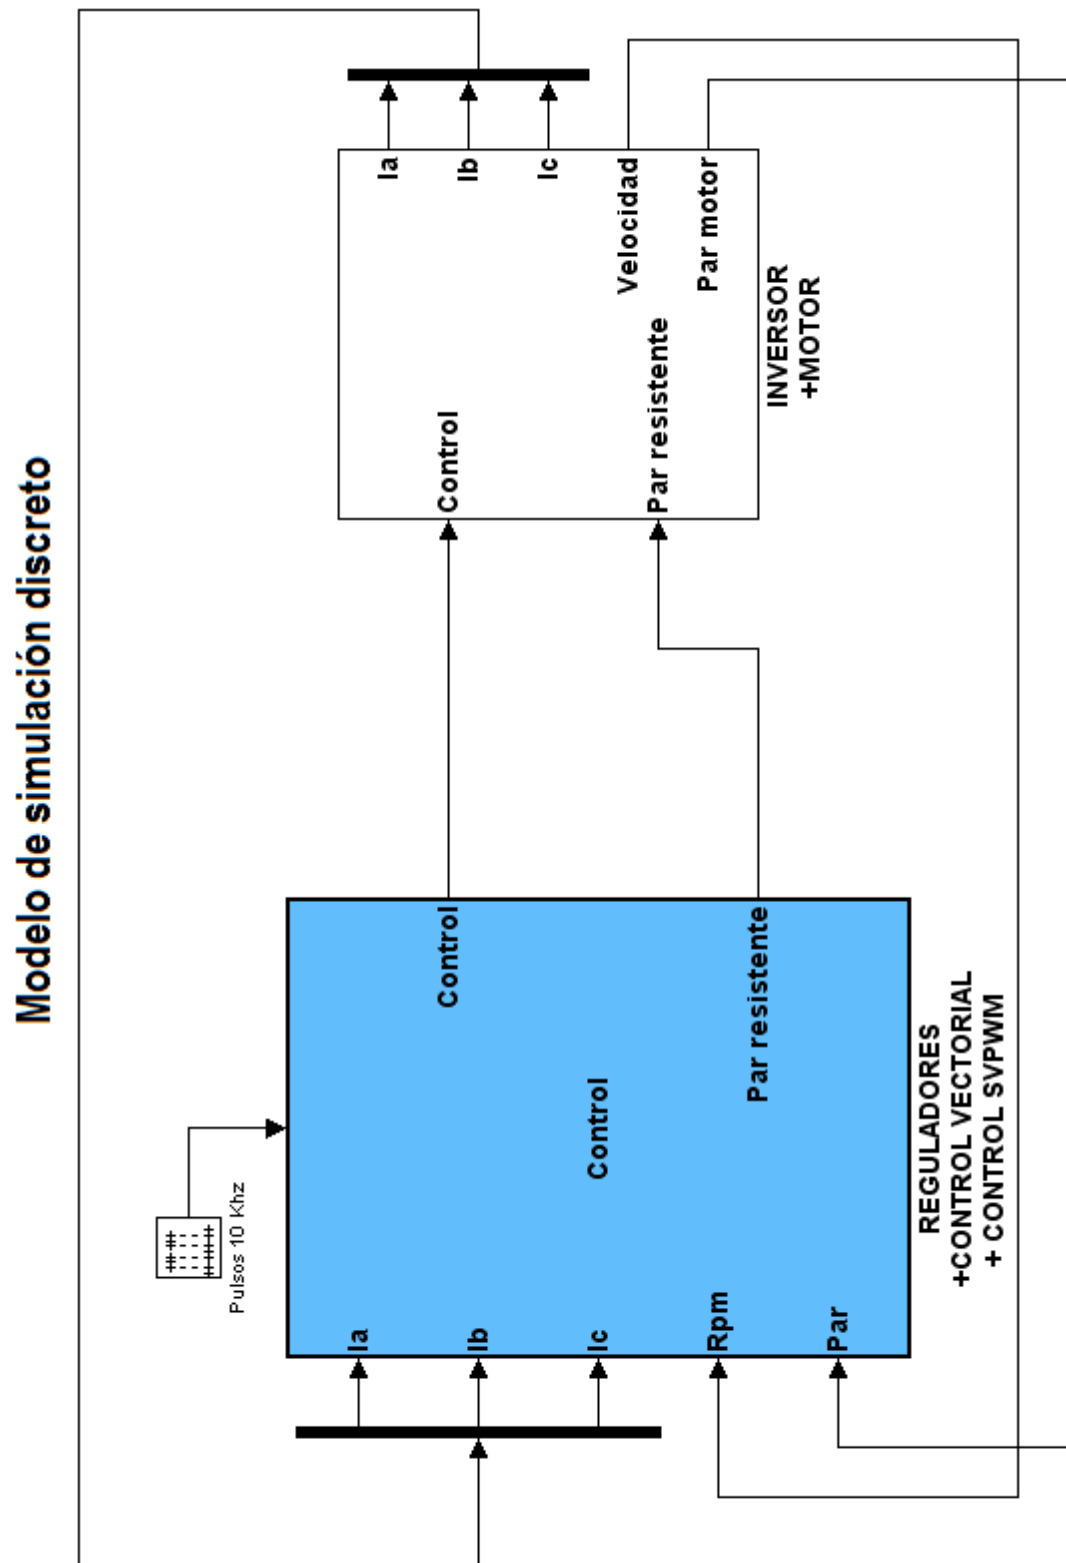 Modelo de simulación discreto
Pulsos 10 Khz
Ia
Ib
Ic
Rpm
Par
Control
Control
Par resistente
REGULADORES
+CONTROL VECTORIAL
+ CONTROL SVPWM
Control
Par resistente
Ia
Ib
Ic
Velocidad
Par motor
INVERSOR
+MOTOR